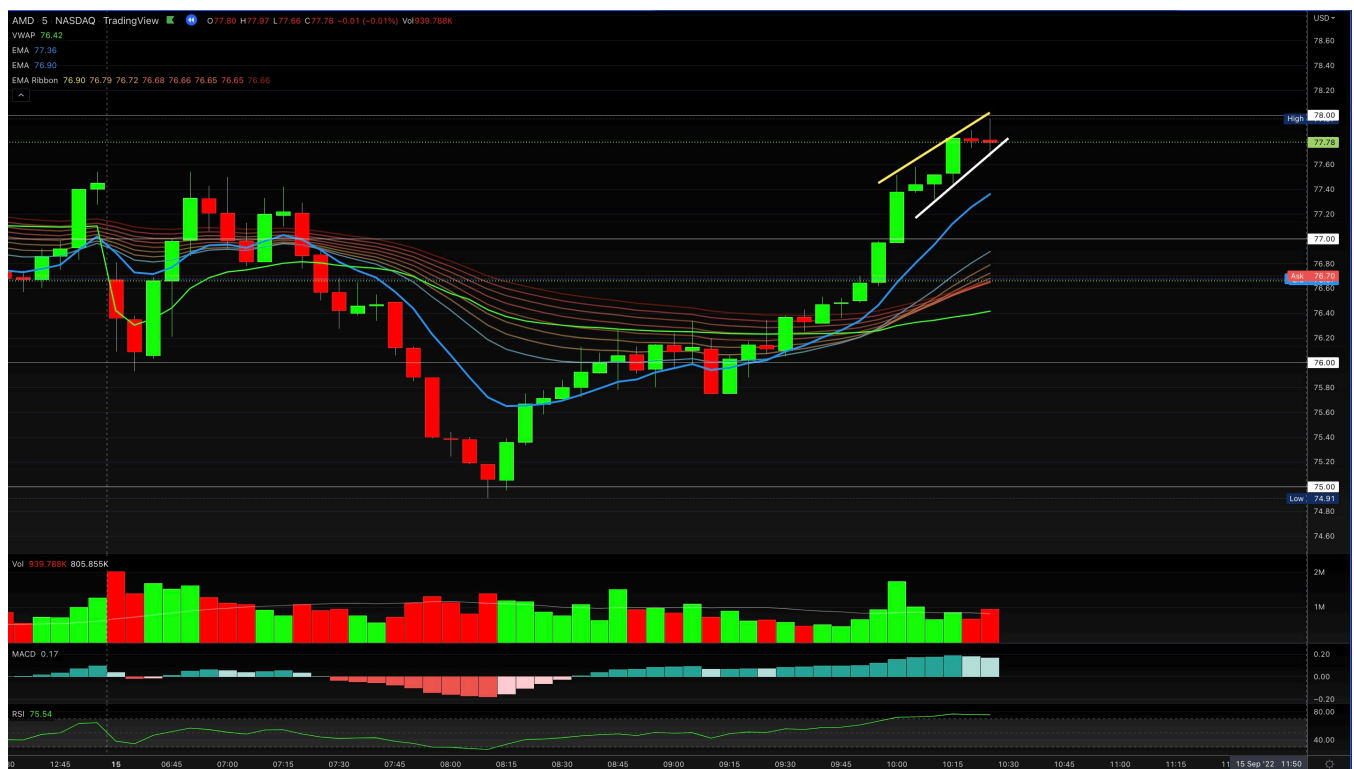 AMD · 5 · NASDAQ · TradingView O77.80 H77.97 L77.66 C77.78 −0.01 (−0.01%) Vol939.788K
VWAP 76.42
EMA 77.36
EMA 76.90
EMA Ribbon 76.90 76.79 76.72 76.68 76.66 76.65 76.65 76.66
USD
78.60
78.40
78.20
78.00
High
77.78
77.60
77.40
77.20
77.00
76.80
Ask 76.70
76.60
76.40
76.20
76.00
75.80
75.60
75.40
75.20
75.00
Low 74.91
74.80
74.60
Vol 939.788K 805.855K
2M
1M
MACD 0.17
0.20
0.00
−0.20
RSI 75.54
80.00
40.00
12:45 15 06:45 07:00 07:15 07:30 07:45 08:00 08:15 08:30 08:45 09:00 09:15 09:30 09:45 10:00 10:15 10:30 10:45 11:00 11:15 15 Sep '22 11:50